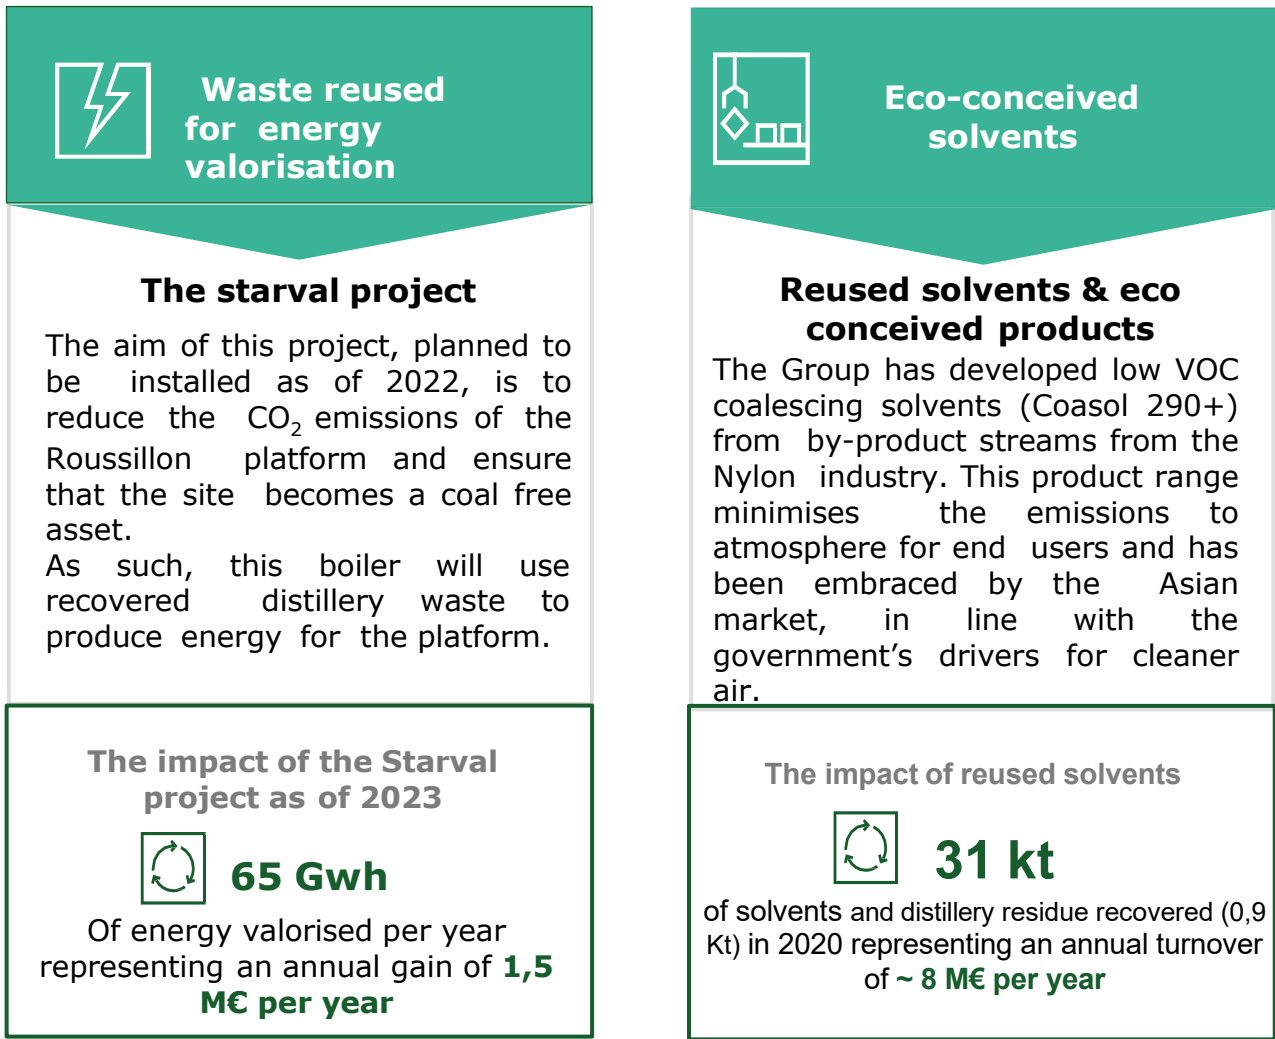 Waste reused
for energy
valorisation
The starval project
The aim of this project, planned to
be installed as of 2022, is to
reduce the CO₂ emissions of the
Roussillon platform and ensure
that the site becomes a coal free
asset.
As such, this boiler will use
recovered distillery waste to
produce energy for the platform.
The impact of the Starval
project as of 2023
65 Gwh
Of energy valorised per year
representing an annual gain of 1,5
M€ per year
Eco-conceived
solvents
Reused solvents & eco
conceived products
The Group has developed low VOC
coalescing solvents (Coasol 290+)
from by-product streams from the
Nylon industry. This product range
minimises the emissions to
atmosphere for end users and has
been embraced by the Asian
market, in line with the
government's drivers for cleaner
air.
The impact of reused solvents
31 kt
of solvents and distillery residue recovered (0,9
Kt) in 2020 representing an annual turnover
of ~ 8 M€ per year